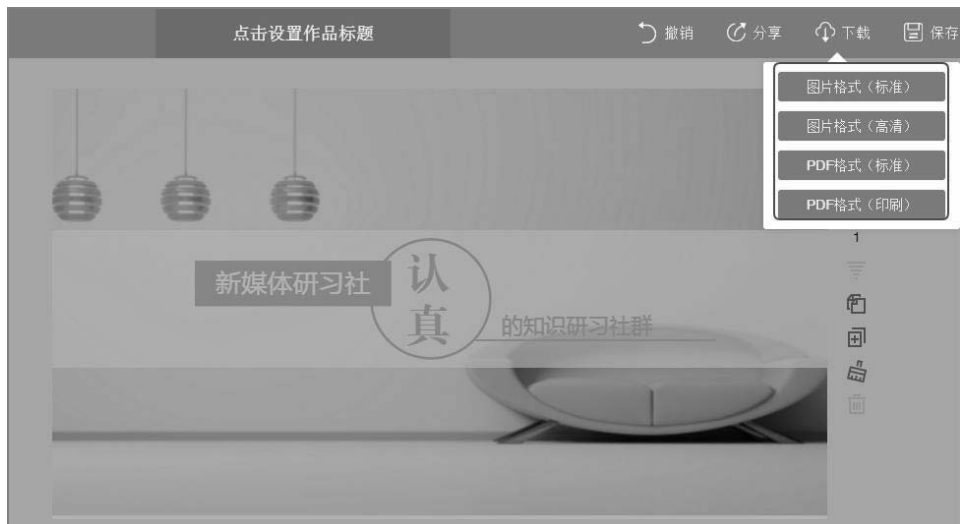 点击设置作品标题
撤销 分享 下载 保存
图片格式（标准）
图片格式（高清）
PDF格式（标准）
PDF格式（印刷）
1
新媒体研习社
认真
的知识研习社群